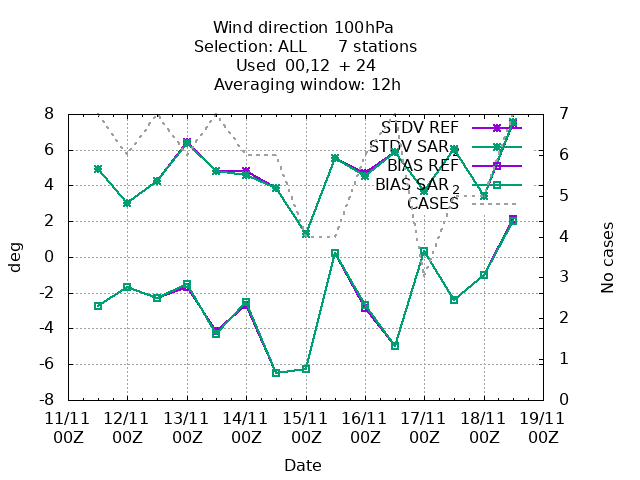 Wind direction 100hPa
Selection: ALL 7 stations
Used 00,12 + 24
Averaging window: 12h
8 7
STDV REF
6 STDV SAR2 6
BIAS REF
4 BIAS SAR2 5
CASES
2 4
0
-2 3
-4 2
-6 1
-8 0
deg
No cases
11/11 12/11 13/11 14/11 15/11 16/11 17/11 18/11 19/11
00Z 00Z 00Z 00Z 00Z 00Z 00Z 00Z 00Z
Date